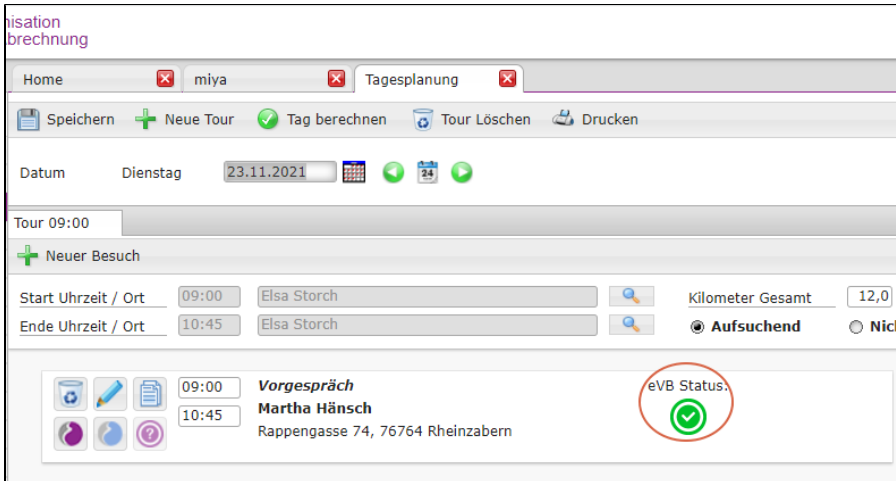 nisation
brechnung
Home miya Tagesplanung
Speichern Neue Tour Tag berechnen Tour Löschen Drucken
Datum Dienstag 23.11.2021 24
Tour 09:00
Neuer Besuch
Start Uhrzeit / Ort 09:00 Elsa Storch Kilometer Gesamt 12,0
Ende Uhrzeit / Ort 10:45 Elsa Storch Aufsuchend Nicl
09:00 Vorgespräch eVB Status:
10:45 Martha Hänsch
Rappengasse 74, 76764 Rheinzabern